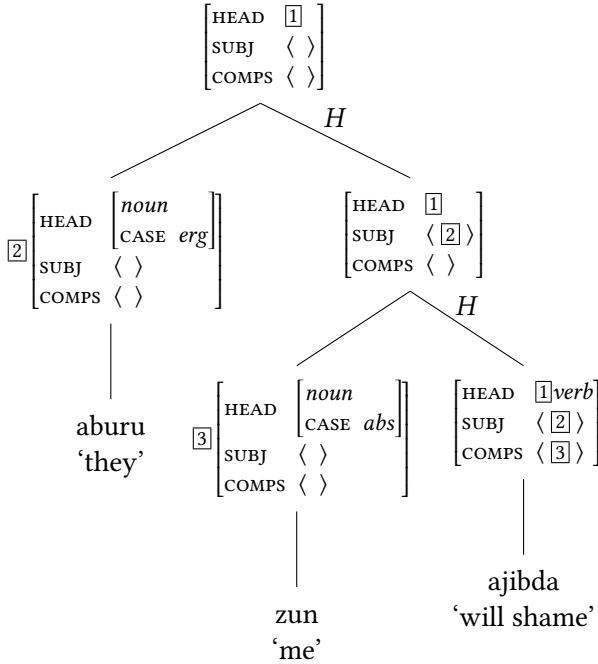 HEAD 1
SUBJ ⟨ ⟩
COMPS ⟨ ⟩
H
2
HEAD noun
CASE erg
SUBJ ⟨ ⟩
COMPS ⟨ ⟩
HEAD 1
SUBJ ⟨ 2 ⟩
COMPS ⟨ ⟩
H
aburu
‘they’
3
HEAD noun
CASE abs
SUBJ ⟨ ⟩
COMPS ⟨ ⟩
HEAD 1 verb
SUBJ ⟨ 2 ⟩
COMPS ⟨ 3 ⟩
zun
‘me’
ajibda
‘will shame’